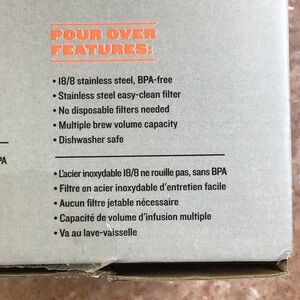 POUR OVER
FEATURES:
• 18/8 stainless steel, BPA-free
• Stainless steel easy-clean filter
• No disposable filters needed
• Multiple brew volume capacity
• Dishwasher safe
PA
• L'acier inoxydable 18/8 ne rouille pas, sans BPA
• Filtre en acier inoxydable d'entretien facile
• Aucun filtre jetable nécessaire
• Capacité de volume d'infusion multiple
• Va au lave-vaisselle